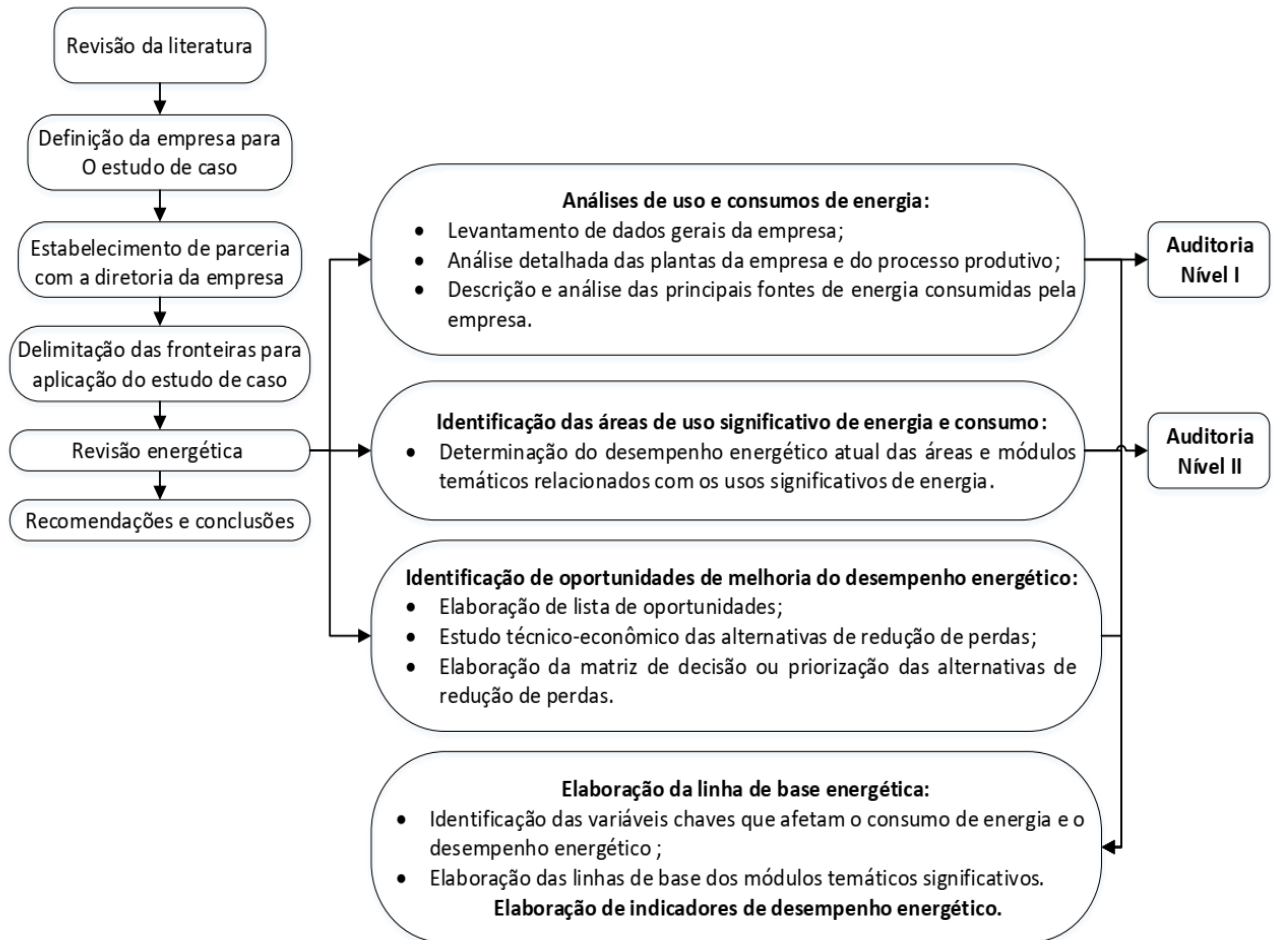 Revisão da literatura
Definição da empresa para
O estudo de caso
Estabelecimento de parceria
com a diretoria da empresa
Delimitação das fronteiras para
aplicação do estudo de caso
Revisão energética
Recomendações e conclusões
Análises de uso e consumos de energia:
• Levantamento de dados gerais da empresa;
• Análise detalhada das plantas da empresa e do processo produtivo;
• Descrição e análise das principais fontes de energia consumidas pela
empresa.
Auditoria
Nível I
Identificação das áreas de uso significativo de energia e consumo:
• Determinação do desempenho energético atual das áreas e módulos
temáticos relacionados com os usos significativos de energia.
Auditoria
Nível II
Identificação de oportunidades de melhoria do desempenho energético:
• Elaboração de lista de oportunidades;
• Estudo técnico-econômico das alternativas de redução de perdas;
• Elaboração da matriz de decisão ou priorização das alternativas de
redução de perdas.
Elaboração da linha de base energética:
• Identificação das variáveis chaves que afetam o consumo de energia e o
desempenho energético ;
• Elaboração das linhas de base dos módulos temáticos significativos.
Elaboração de indicadores de desempenho energético.